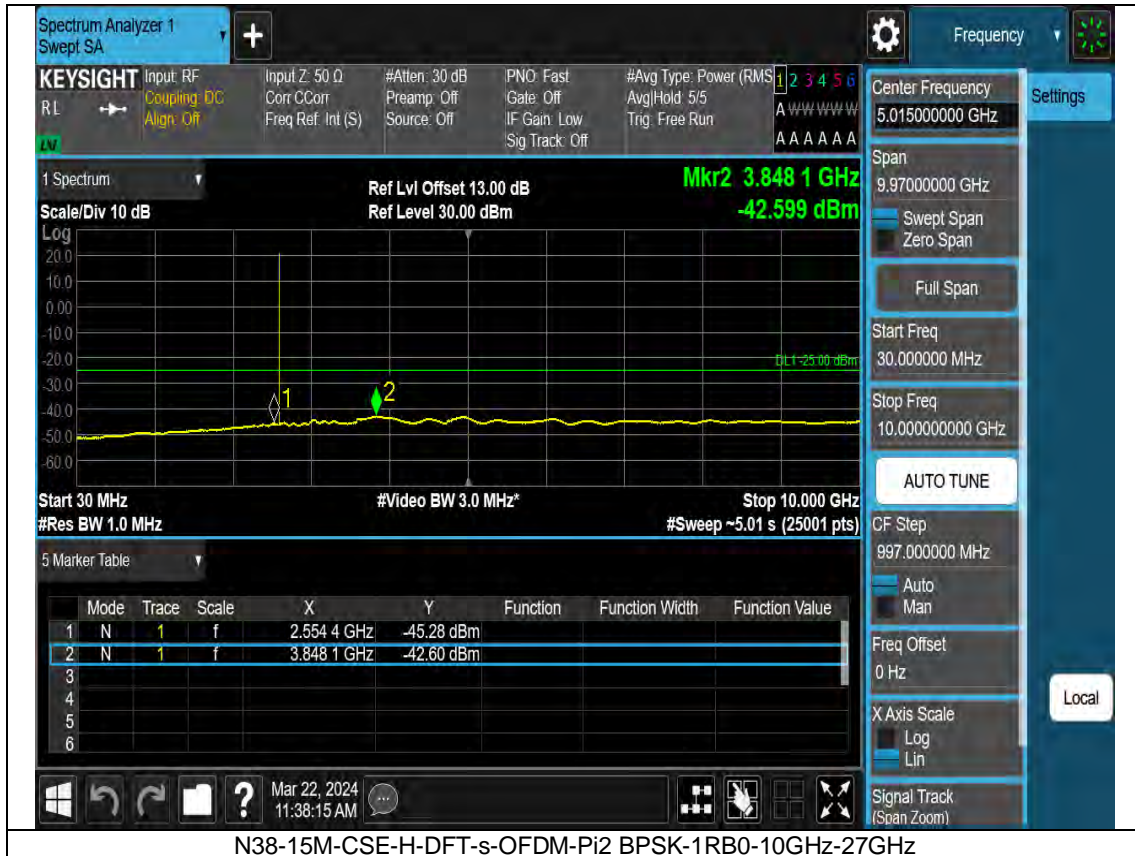 Spectrum Analyzer 1
Swept SA
+
Frequency
KEYSIGHT
RL
Input: RF
Coupling: DC
Align: Off
Input Z: 50 Ω
Corr CCorr
Freq Ref: Int (S)
#Atten: 30 dB
Preamp: Off
Source: Off
PNO: Fast
Gate: Off
IF Gain: Low
Sig Track: Off
#Avg Type: Power (RMS
Avg|Hold: 5/5
Trig: Free Run
1 2 3 4 5 6
A W W W W W
A A A A A A
1 Spectrum
Scale/Div 10 dB
Ref Lvl Offset 13.00 dB
Ref Level 30.00 dBm
Mkr2 3.848 1 GHz
-42.599 dBm
Log
20.0
10.0
0.00
-10.0
-20.0
-30.0
-40.0
-50.0
-60.0
DL1 -25.00 dBm
1
2
Start 30 MHz
#Res BW 1.0 MHz
#Video BW 3.0 MHz*
Stop 10.000 GHz
#Sweep ~5.01 s (25001 pts)
5 Marker Table
Mode Trace Scale X Y Function Function Width Function Value
1 N 1 f 2.554 4 GHz -45.28 dBm
2 N 1 f 3.848 1 GHz -42.60 dBm
3
4
5
6
Mar 22, 2024
11:38:15 AM
?
Center Frequency
5.015000000 GHz
Settings
Span
9.97000000 GHz
Swept Span
Zero Span
Full Span
Start Freq
30.000000 MHz
Stop Freq
10.000000000 GHz
AUTO TUNE
CF Step
997.000000 MHz
Auto
Man
Freq Offset
0 Hz
Local
X Axis Scale
Log
Lin
Signal Track
(Span Zoom)
N38-15M-CSE-H-DFT-s-OFDM-Pi2 BPSK-1RB0-10GHz-27GHz